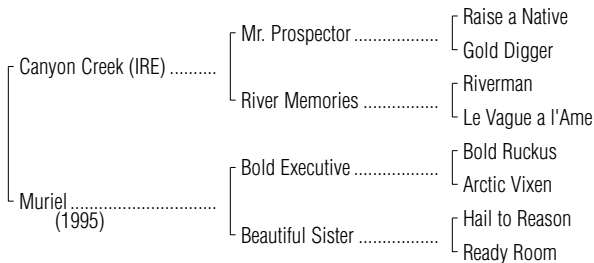 Raise a Native
Mr. Prospector ..................
Gold Digger
Canyon Creek (IRE) ..........
Riverman
River Memories ................
Le Vague a l'Ame
Bold Ruckus
Bold Executive ..................
Arctic Vixen
Muriel ...............................
(1995)
Hail to Reason
Beautiful Sister .................
Ready Room